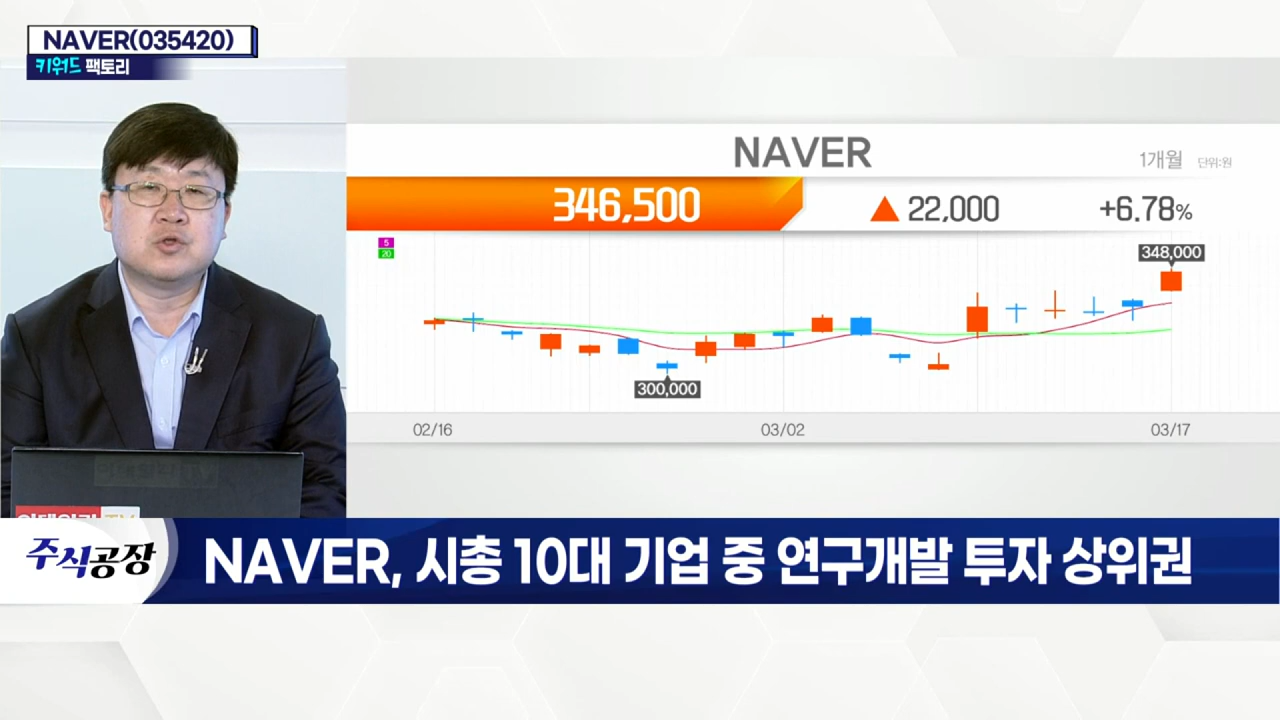 NAVER(035420)
키워드 팩토리
NAVER
1개월 단위:원
346,500 ▲ 22,000 +6.78%
5
20
348,000
300,000
02/16 03/02 03/17
주식공장
NAVER, 시총 10대 기업 중 연구개발 투자 상위권